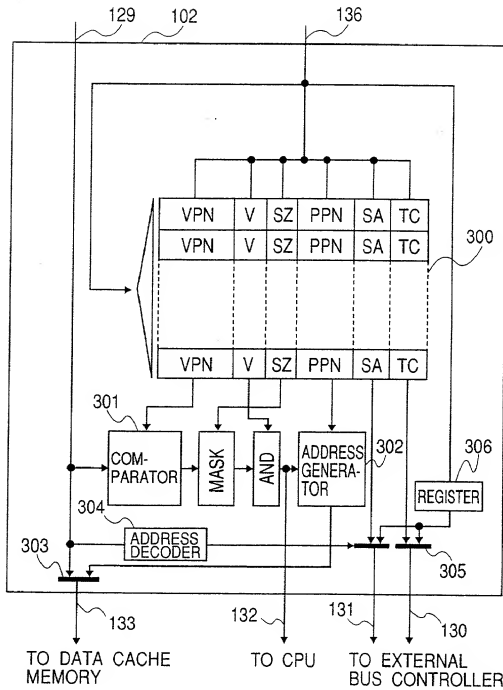 129
102
136
VPN V SZ PPN SA TC
VPN V SZ PPN SA TC
300
VPN V SZ PPN SA TC
301
COM-
PARATOR
MASK
AND
ADDRESS
GENERA-
TOR
302
306
REGISTER
304
ADDRESS
DECODER
303
305
133
132
131
130
TO DATA CACHE
MEMORY
TO CPU
TO EXTERNAL
BUS CONTROLLER